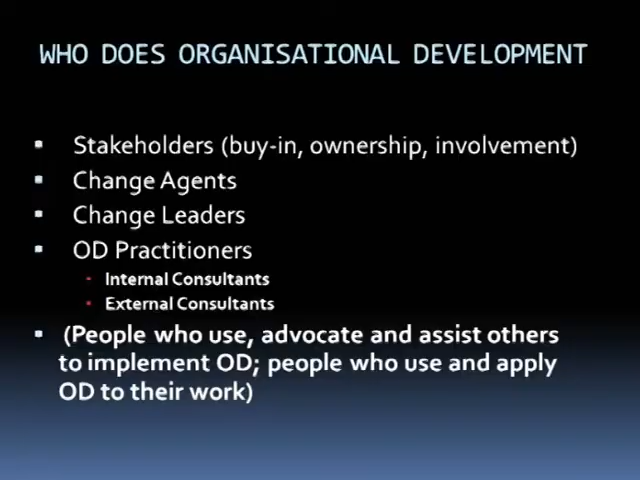 WHO DOES ORGANISATIONAL DEVELOPMENT
▪ Stakeholders (buy-in, ownership, involvement)
▪ Change Agents
▪ Change Leaders
▪ OD Practitioners
- Internal Consultants
- External Consultants
▪ (People who use, advocate and assist others
to implement OD; people who use and apply
OD to their work)